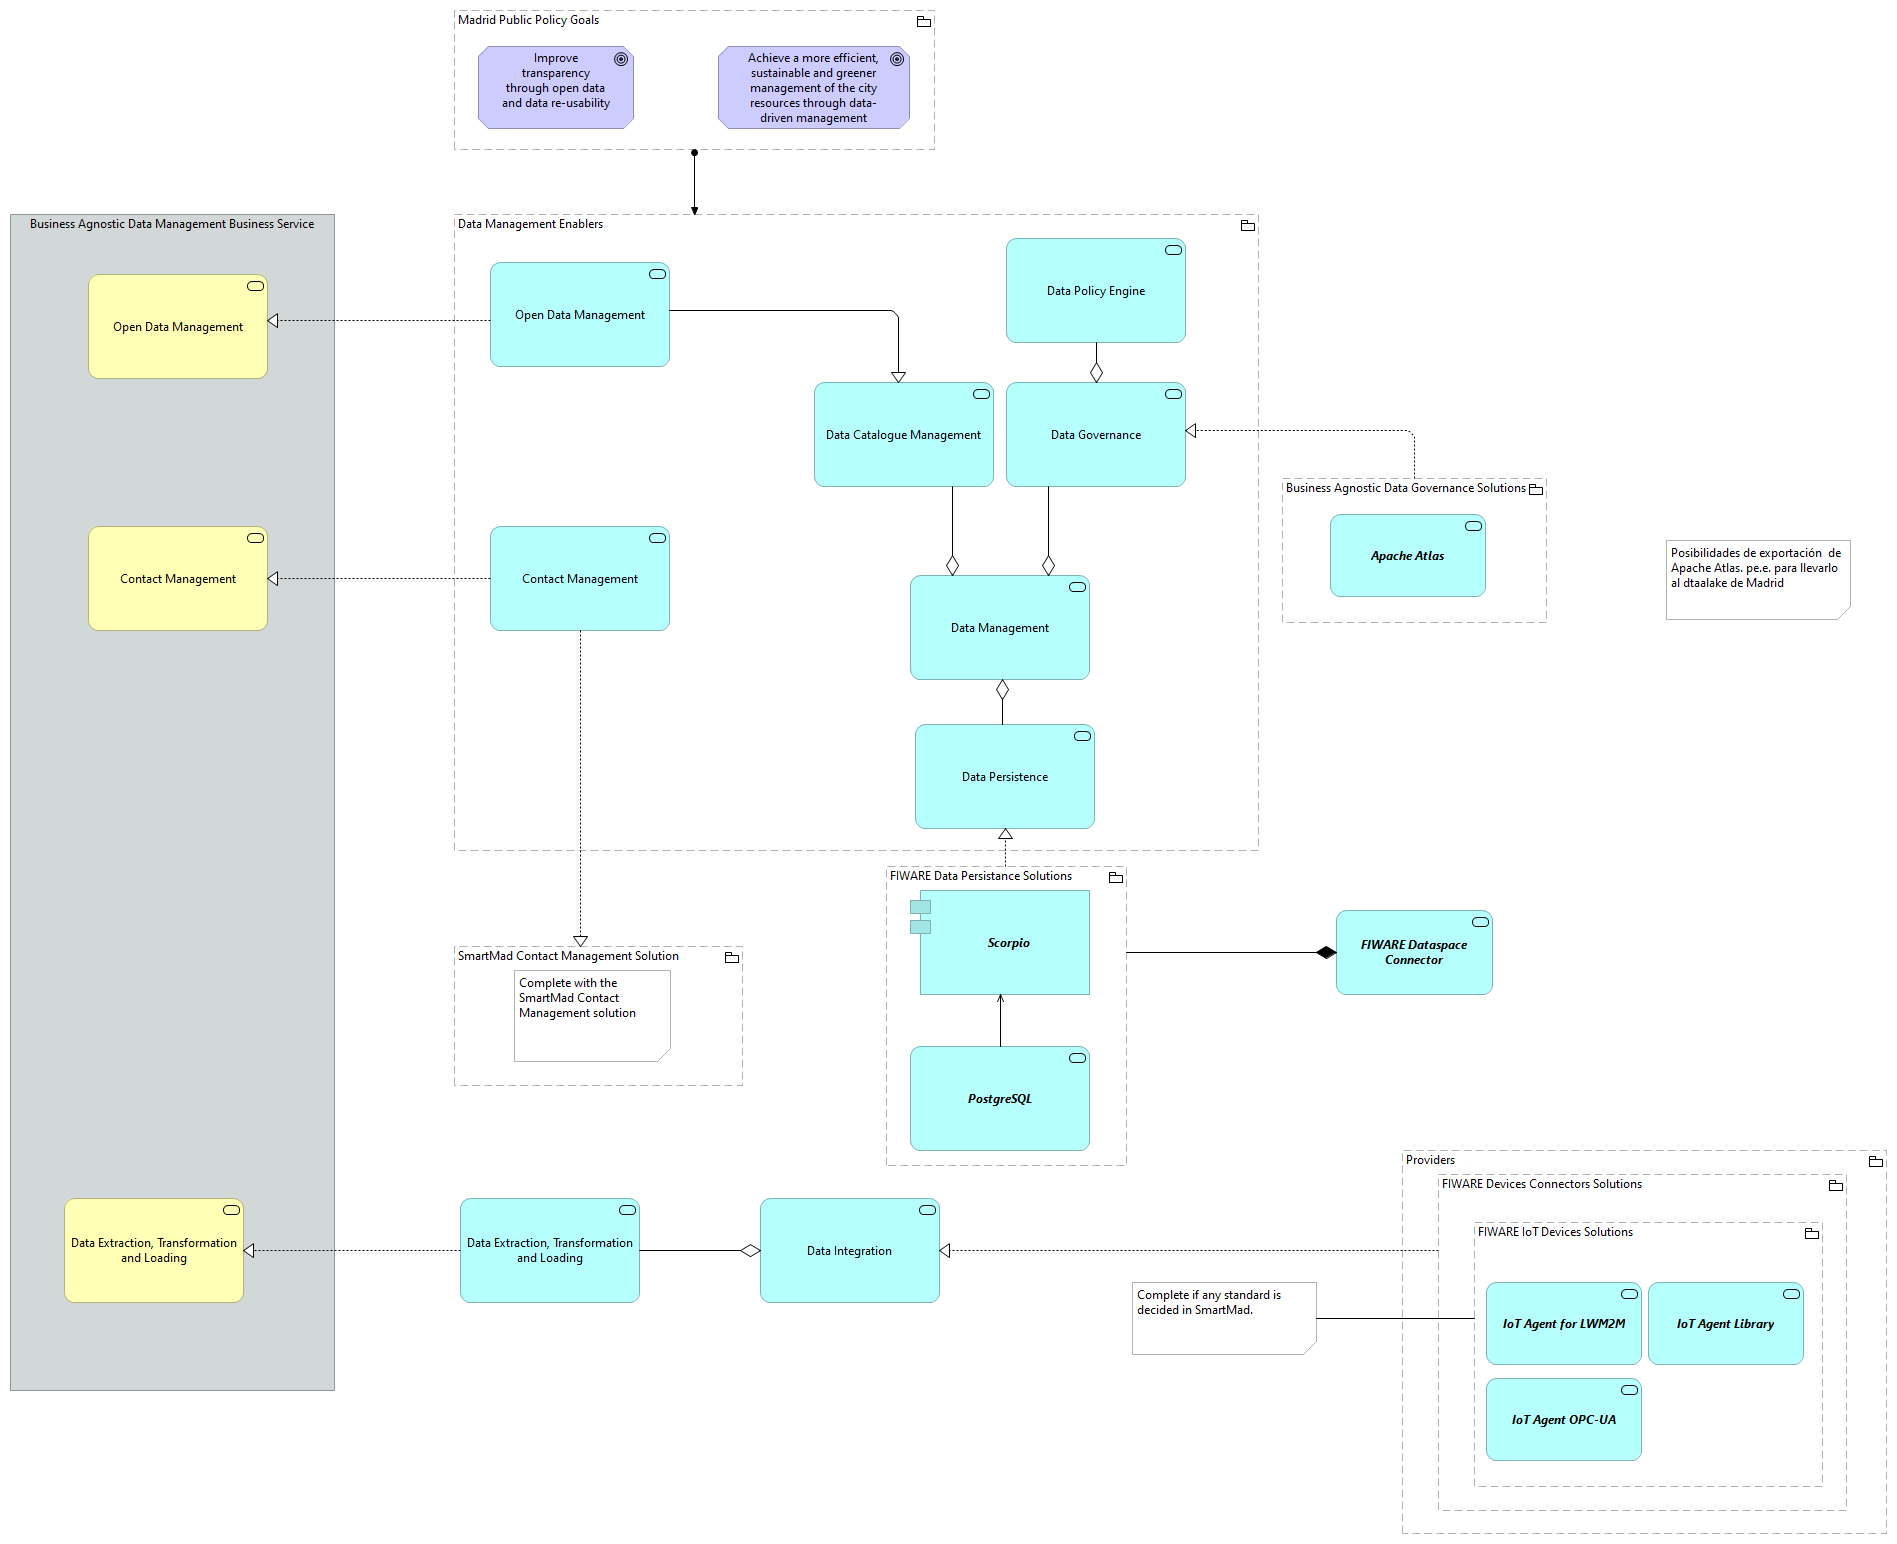 Madrid Public Policy Goals
Improve
transparency
through open data
and data re-usability
Achieve a more efficient,
sustainable and greener
management of the city
resources through data-
driven management
Business Agnostic Data Management Business Service
Data Management Enablers
Open Data Management
Open Data Management
Data Policy Engine
Data Catalogue Management
Data Governance
Business Agnostic Data Governance Solutions
Apache Atlas
Posibilidades de exportación  de
Apache Atlas. pe.e. para llevarlo
al dtaalake de Madrid
Contact Management
Contact Management
Data Management
Data Persistence
FIWARE Data Persistance Solutions
Scorpio
FIWARE Dataspace
Connector
SmartMad Contact Management Solution
Complete with the
SmartMad Contact
Management solution
PostgreSQL
Providers
FIWARE Devices Connectors Solutions
FIWARE IoT Devices Solutions
Data Extraction, Transformation
and Loading
Data Extraction, Transformation
and Loading
Data Integration
Complete if any standard is
decided in SmartMad.
IoT Agent for LWM2M
IoT Agent Library
IoT Agent OPC-UA